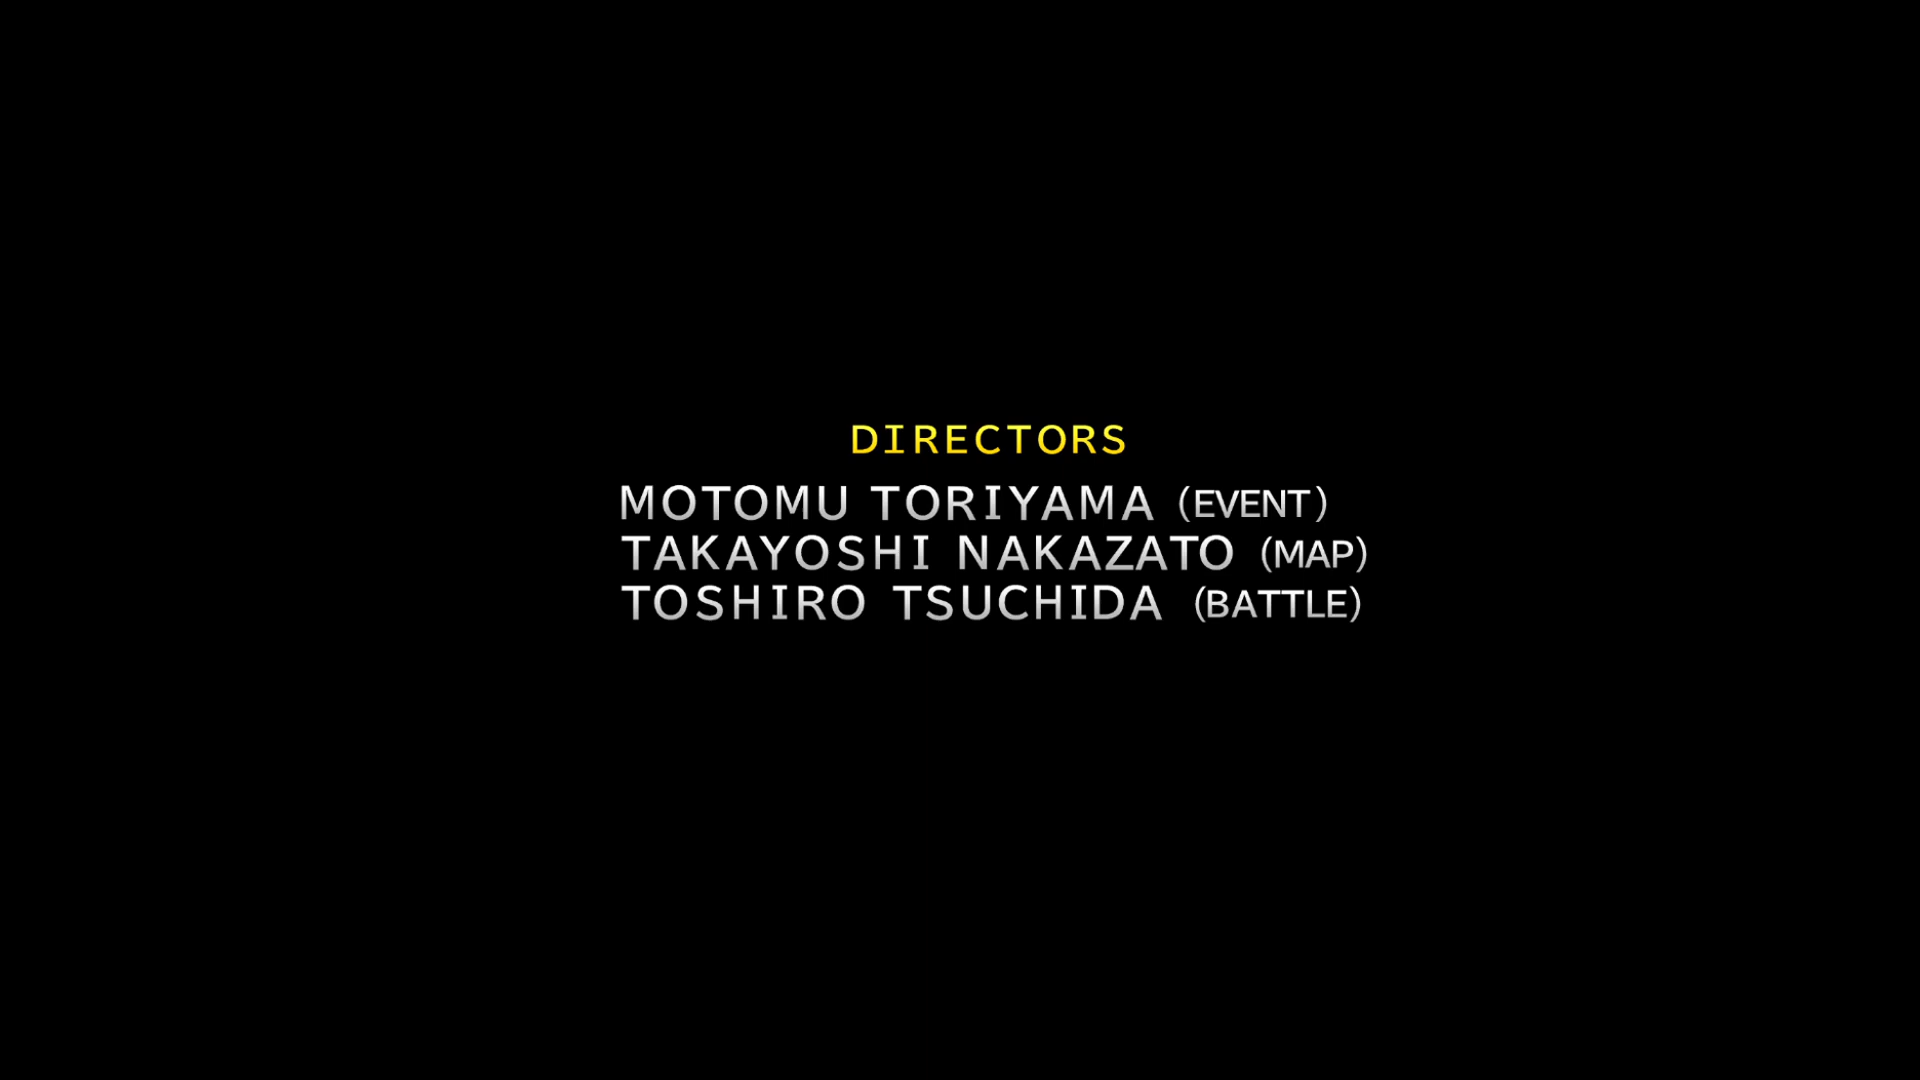 DIRECTORS
MOTOMU TORIYAMA (EVENT)
TAKAYOSHI NAKAZATO (MAP)
TOSHIRO TSUCHIDA (BATTLE)